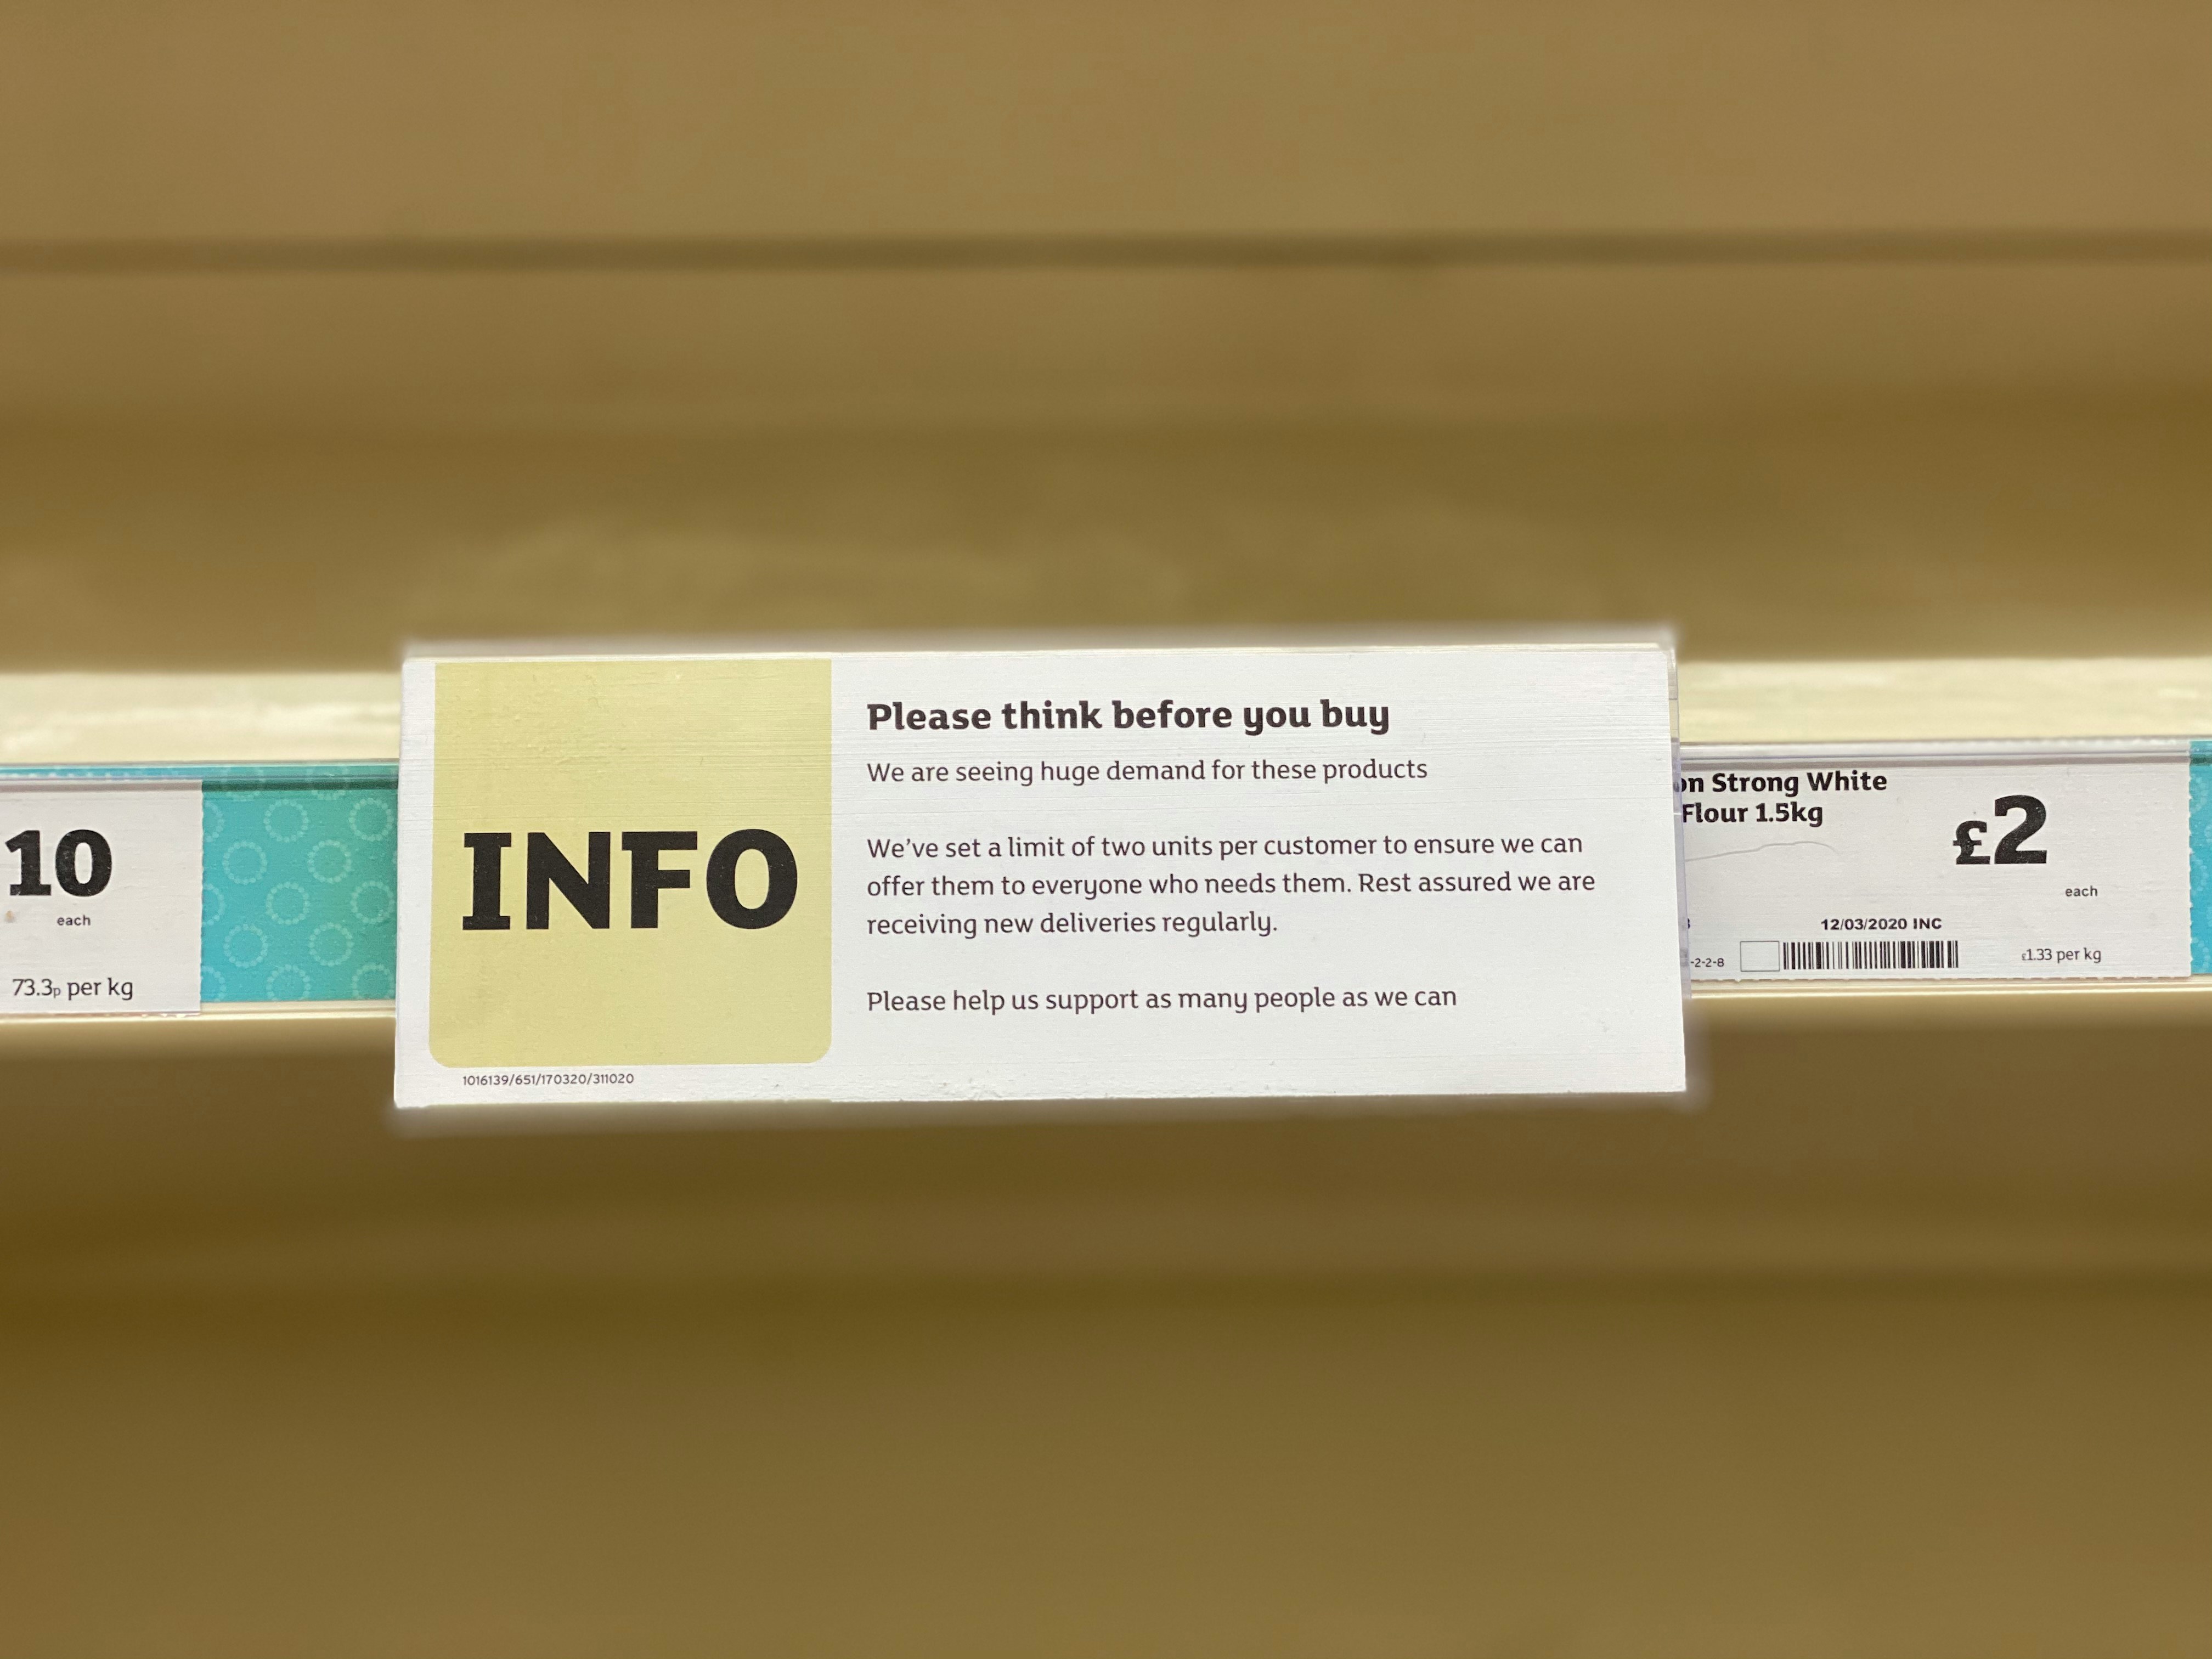 10
each
73.3p per kg
INFO
1016139/651/170320/311020
Please think before you buy
We are seeing huge demand for these products
We've set a limit of two units per customer to ensure we can
offer them to everyone who needs them. Rest assured we are
receiving new deliveries regularly.
Please help us support as many people as we can
on Strong White
Flour 1.5kg
£2
each
12/03/2020 INC
-2-2-8
£1.33 per kg